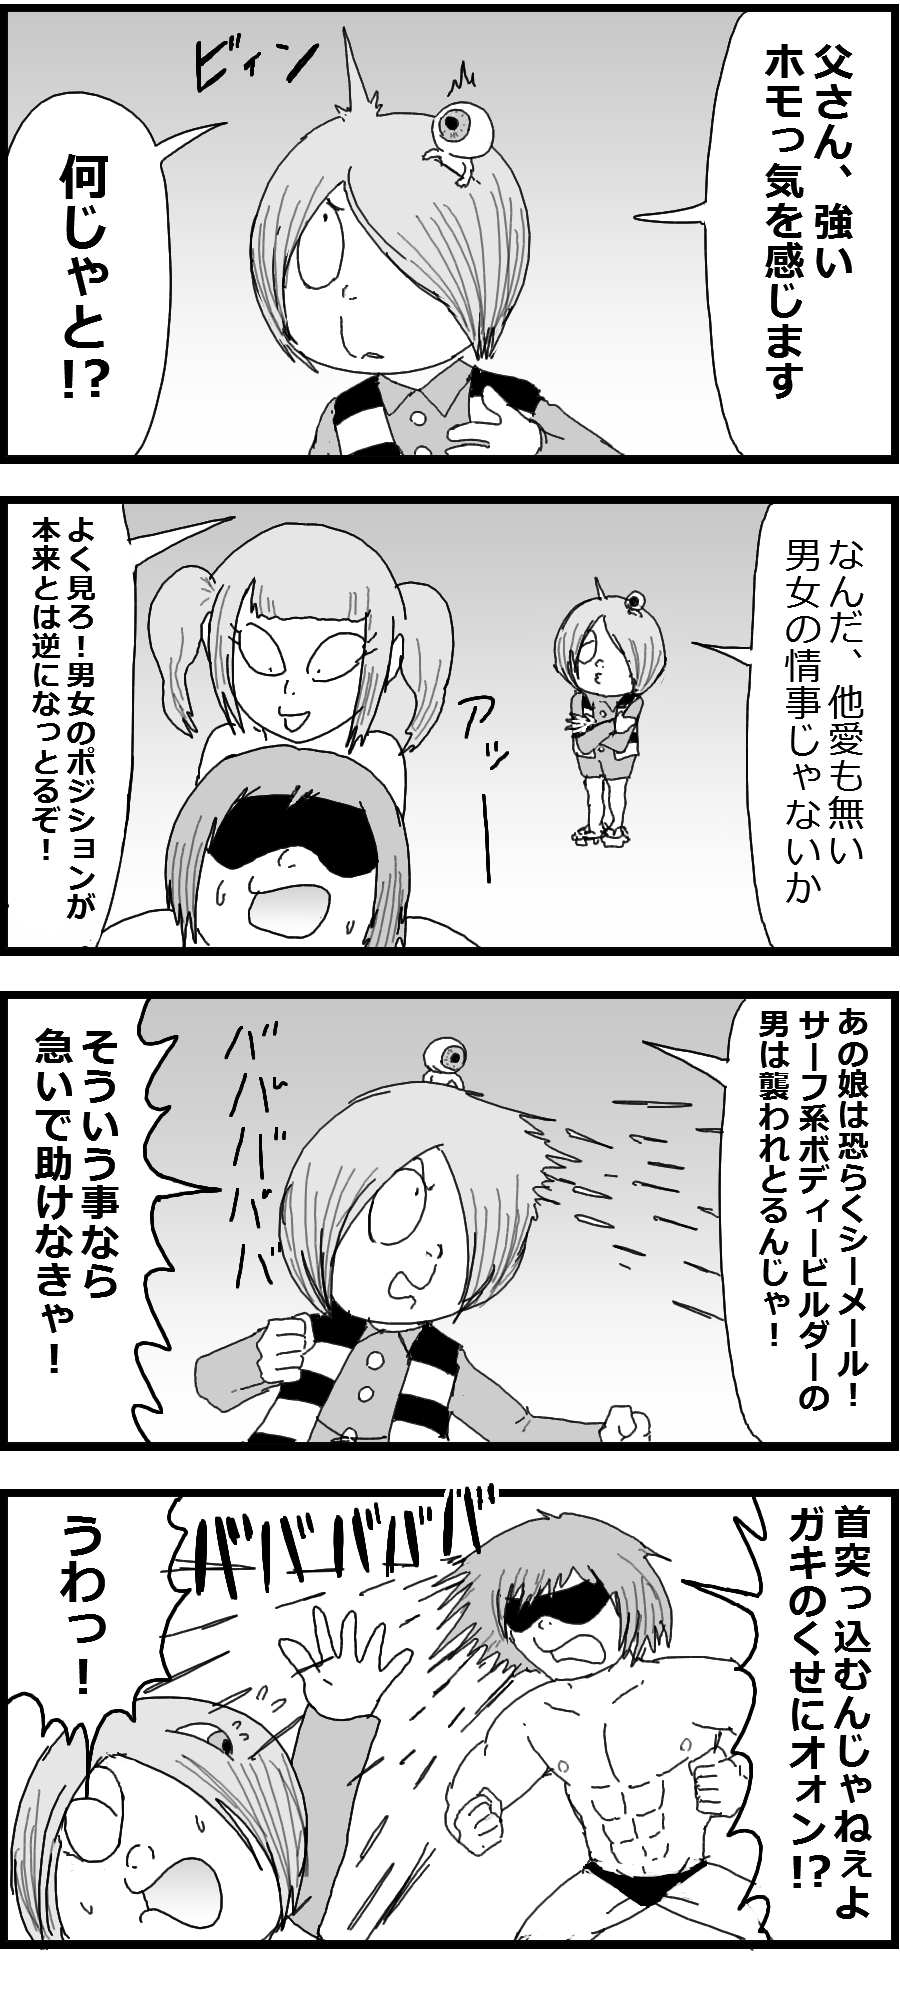 父さん、強い
ホモっ気を感じます
ビィン
何じゃと!?
なんだ、他愛も無い
男女の情事じゃないか
アッー
よく見ろ！男女のポジションが
本来とは逆になっとるぞ！
あの娘は恐らくシーメール！
サーフ系ボディービルダーの
男は襲われとるんじゃ！
ババババババ
そういう事なら
急いで助けなきゃ！
首突っ込むんじゃねぇよ
ガキのくせにオォン!?
バババババ
うわっ！